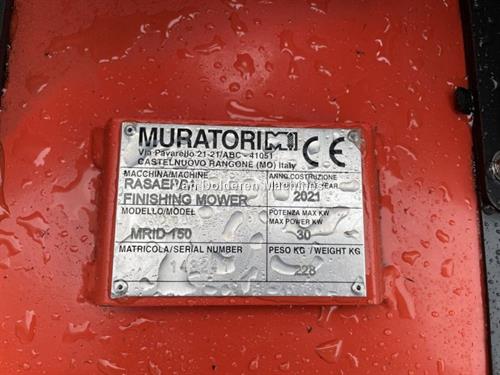 MURATORI M CE
Via Pavarello 21-21/ABC - 41051
CASTELNUOVO RANGONE (MO) Italy
MACCHINA/MACHINE ANNO COSTRUZIONE
YEAR
FINISHING MOWER 2021
MODELLO/MODEL POTENZA MAX KW
MAX POWER KW
MRID 150 30
MATRICOLA/SERIAL NUMBER PESO KG / WEIGHT KG
228